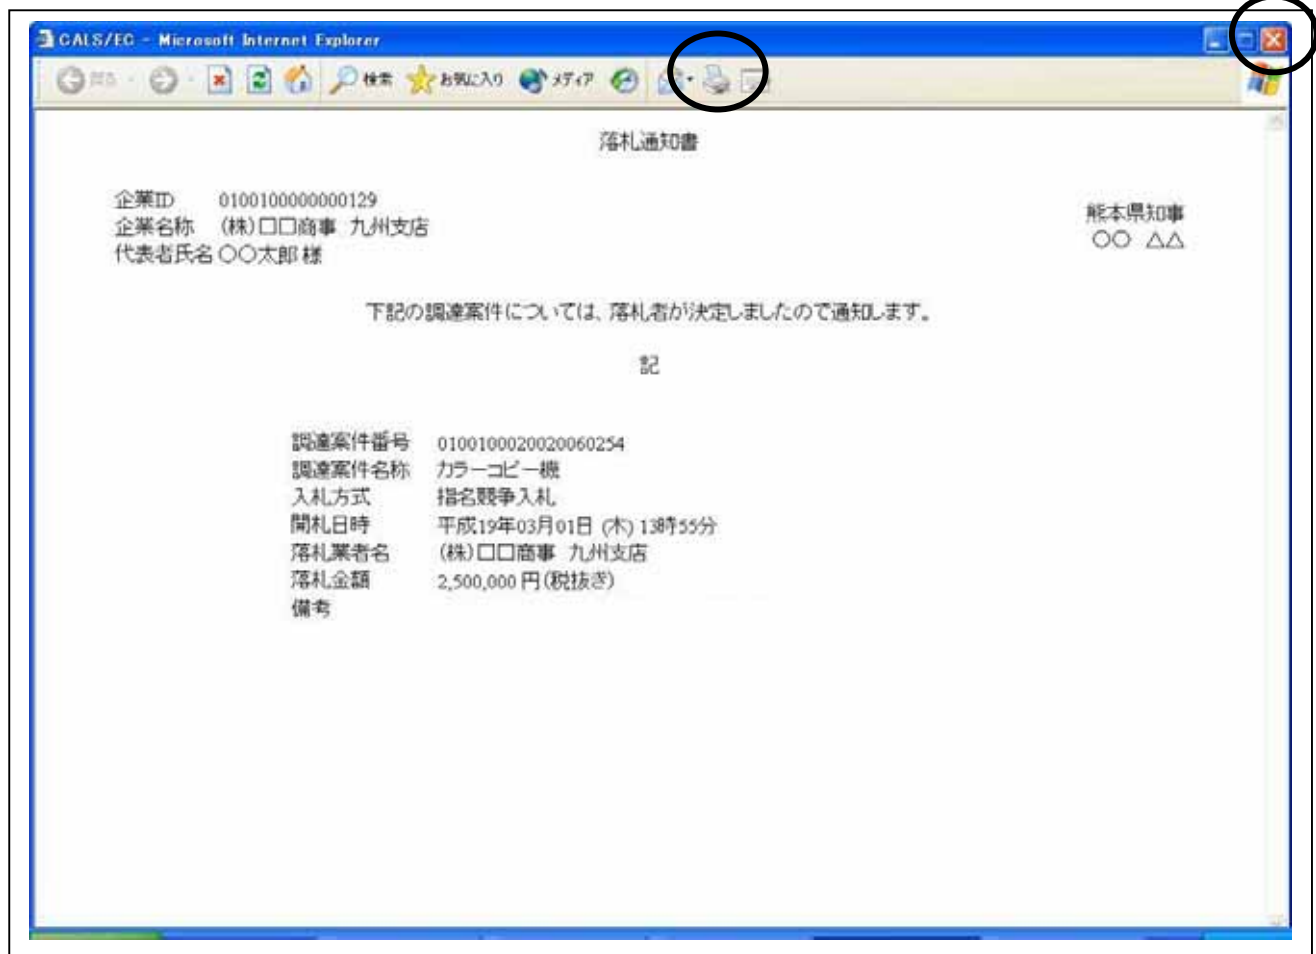 CALS/EC - Microsoft Internet Explorer
戻る 検索 お気に入り メディア
落札通知書
企業ID 0100100000000129
企業名称 (株)□□商事 九州支店
代表者氏名 〇〇太郎 様
熊本県知事
〇〇 △△
下記の調達案件については、落札者が決定しましたので通知します。
記
調達案件番号 0100100020020060254
調達案件名称 カラーコピー機
入札方式 指名競争入札
開札日時 平成19年03月01日 (木) 13時55分
落札業者名 (株)□□商事 九州支店
落札金額 2,500,000 円(税抜き)
備考